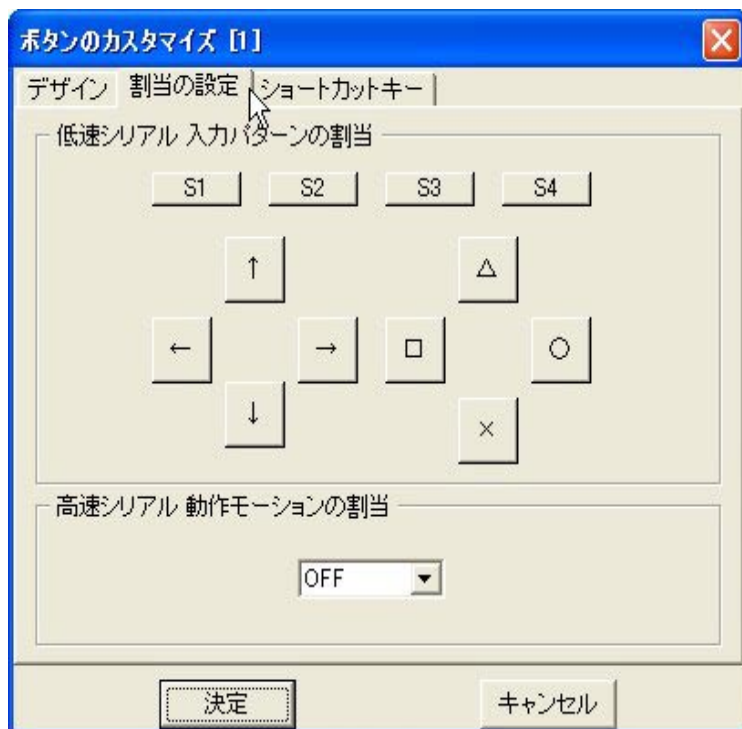 ボタンのカスタマイズ [1]
デザイン 割当の設定 ショートカットキー
低速シリアル 入力パターンの割当
S1 S2 S3 S4
↑ △
← → □ ○
↓ ×
高速シリアル 動作モーションの割当
OFF
決定 キャンセル